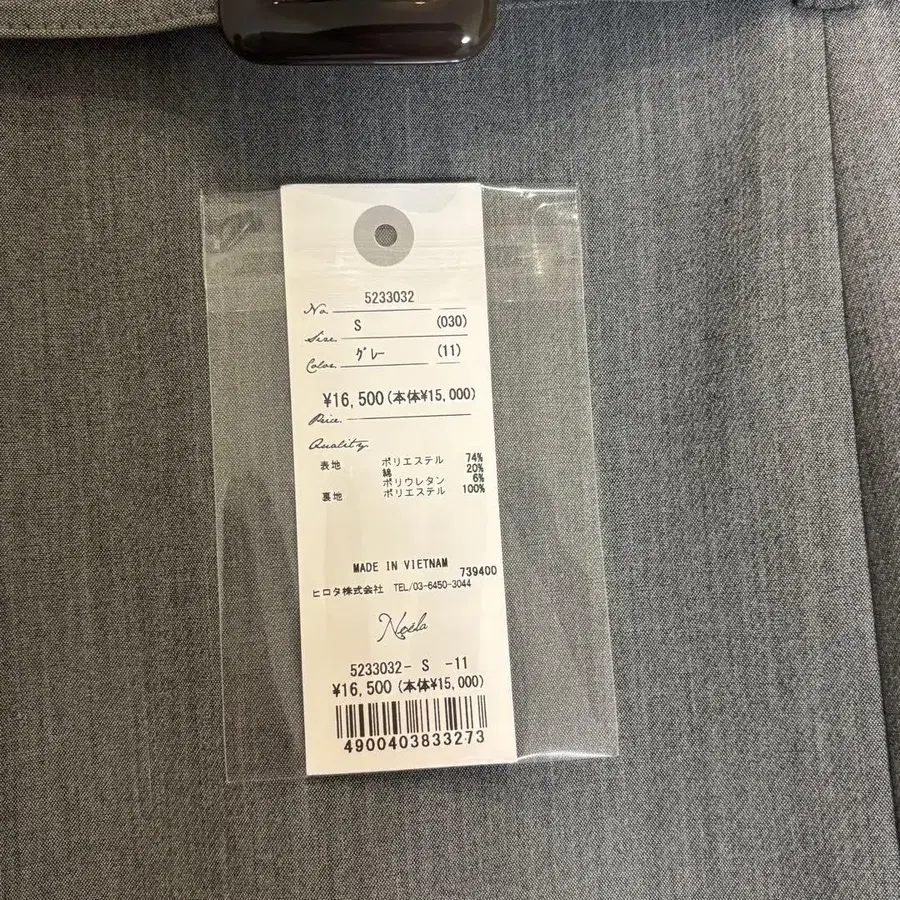 No. 5233032
Size. S (030)
Color. グレー (11)
¥16,500(本体¥15,000)
Price.
Quality.
表地 ポリエステル 74%
綿 20%
ポリウレタン 6%
裏地 ポリエステル 100%
MADE IN VIETNAM
739400
ヒロタ株式会社 TEL/03-6450-3044
Noëla
5233032- S -11
¥16,500(本体¥15,000)
4900403833273